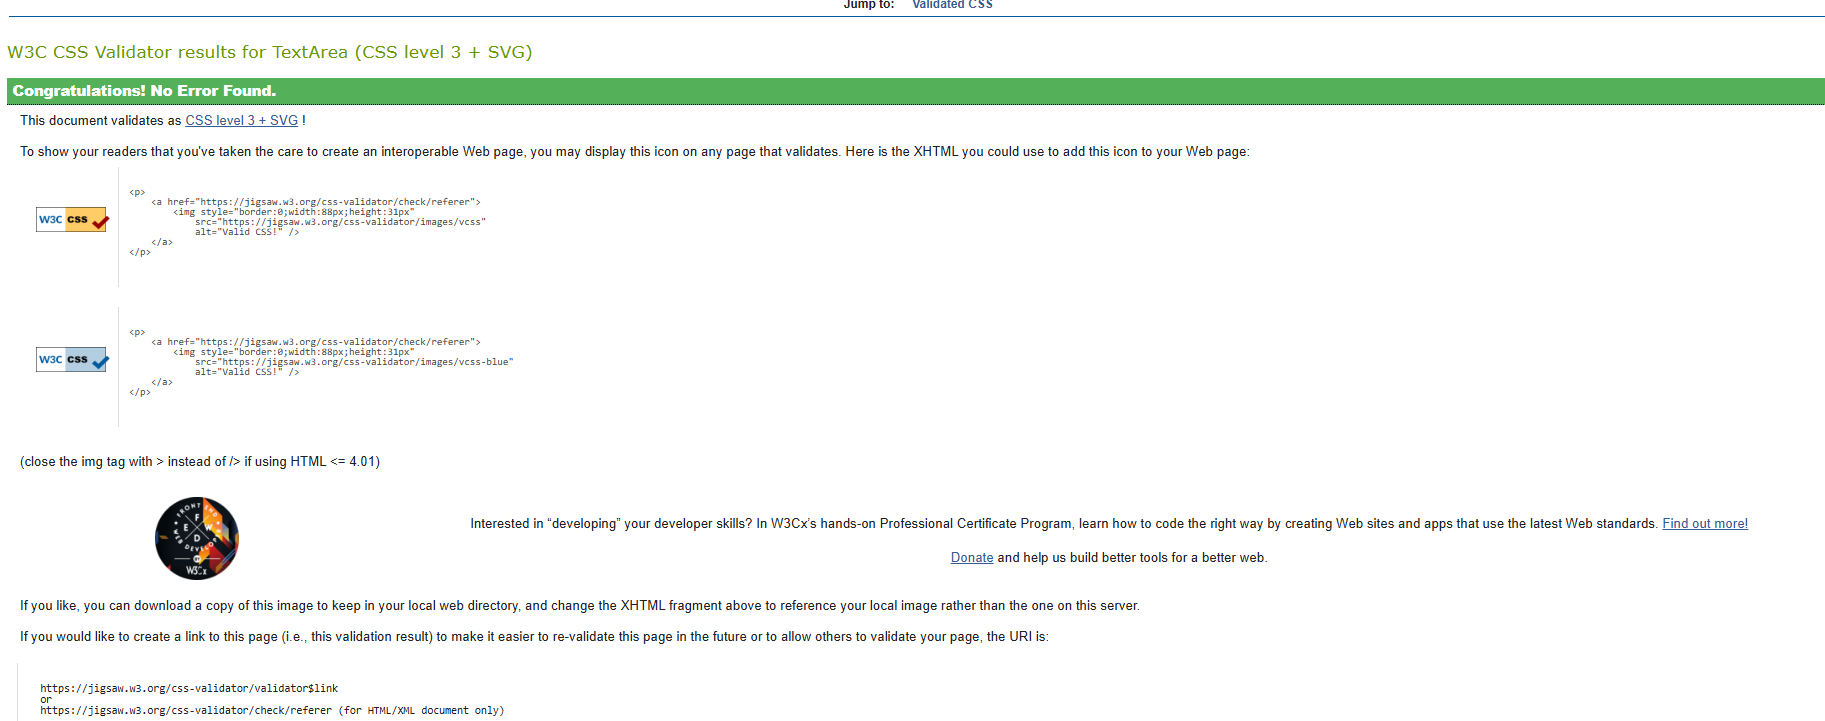 Jump to: Validated CSS
W3C CSS Validator results for TextArea (CSS level 3 + SVG)
Congratulations! No Error Found.
This document validates as CSS level 3 + SVG !
To show your readers that you've taken the care to create an interoperable Web page, you may display this icon on any page that validates. Here is the XHTML you could use to add this icon to your Web page:
W3C css
<p>
<a href="https://jigsaw.w3.org/css-validator/check/referer">
<img style="border:0;width:88px;height:31px"
src="https://jigsaw.w3.org/css-validator/images/vcss"
alt="Valid CSS!" />
</a>
</p>
W3C css
<p>
<a href="https://jigsaw.w3.org/css-validator/check/referer">
<img style="border:0;width:88px;height:31px"
src="https://jigsaw.w3.org/css-validator/images/vcss-blue"
alt="Valid CSS!" />
</a>
</p>
(close the img tag with > instead of /> if using HTML <= 4.01)
FRONT END
F
E W
D
WEB DEVELOPER
W3Cx
Interested in “developing” your developer skills? In W3Cx's hands-on Professional Certificate Program, learn how to code the right way by creating Web sites and apps that use the latest Web standards. Find out more!
Donate and help us build better tools for a better web.
If you like, you can download a copy of this image to keep in your local web directory, and change the XHTML fragment above to reference your local image rather than the one on this server.
If you would like to create a link to this page (i.e., this validation result) to make it easier to re-validate this page in the future or to allow others to validate your page, the URI is:
https://jigsaw.w3.org/css-validator/validator$link
or
https://jigsaw.w3.org/css-validator/check/referer (for HTML/XML document only)